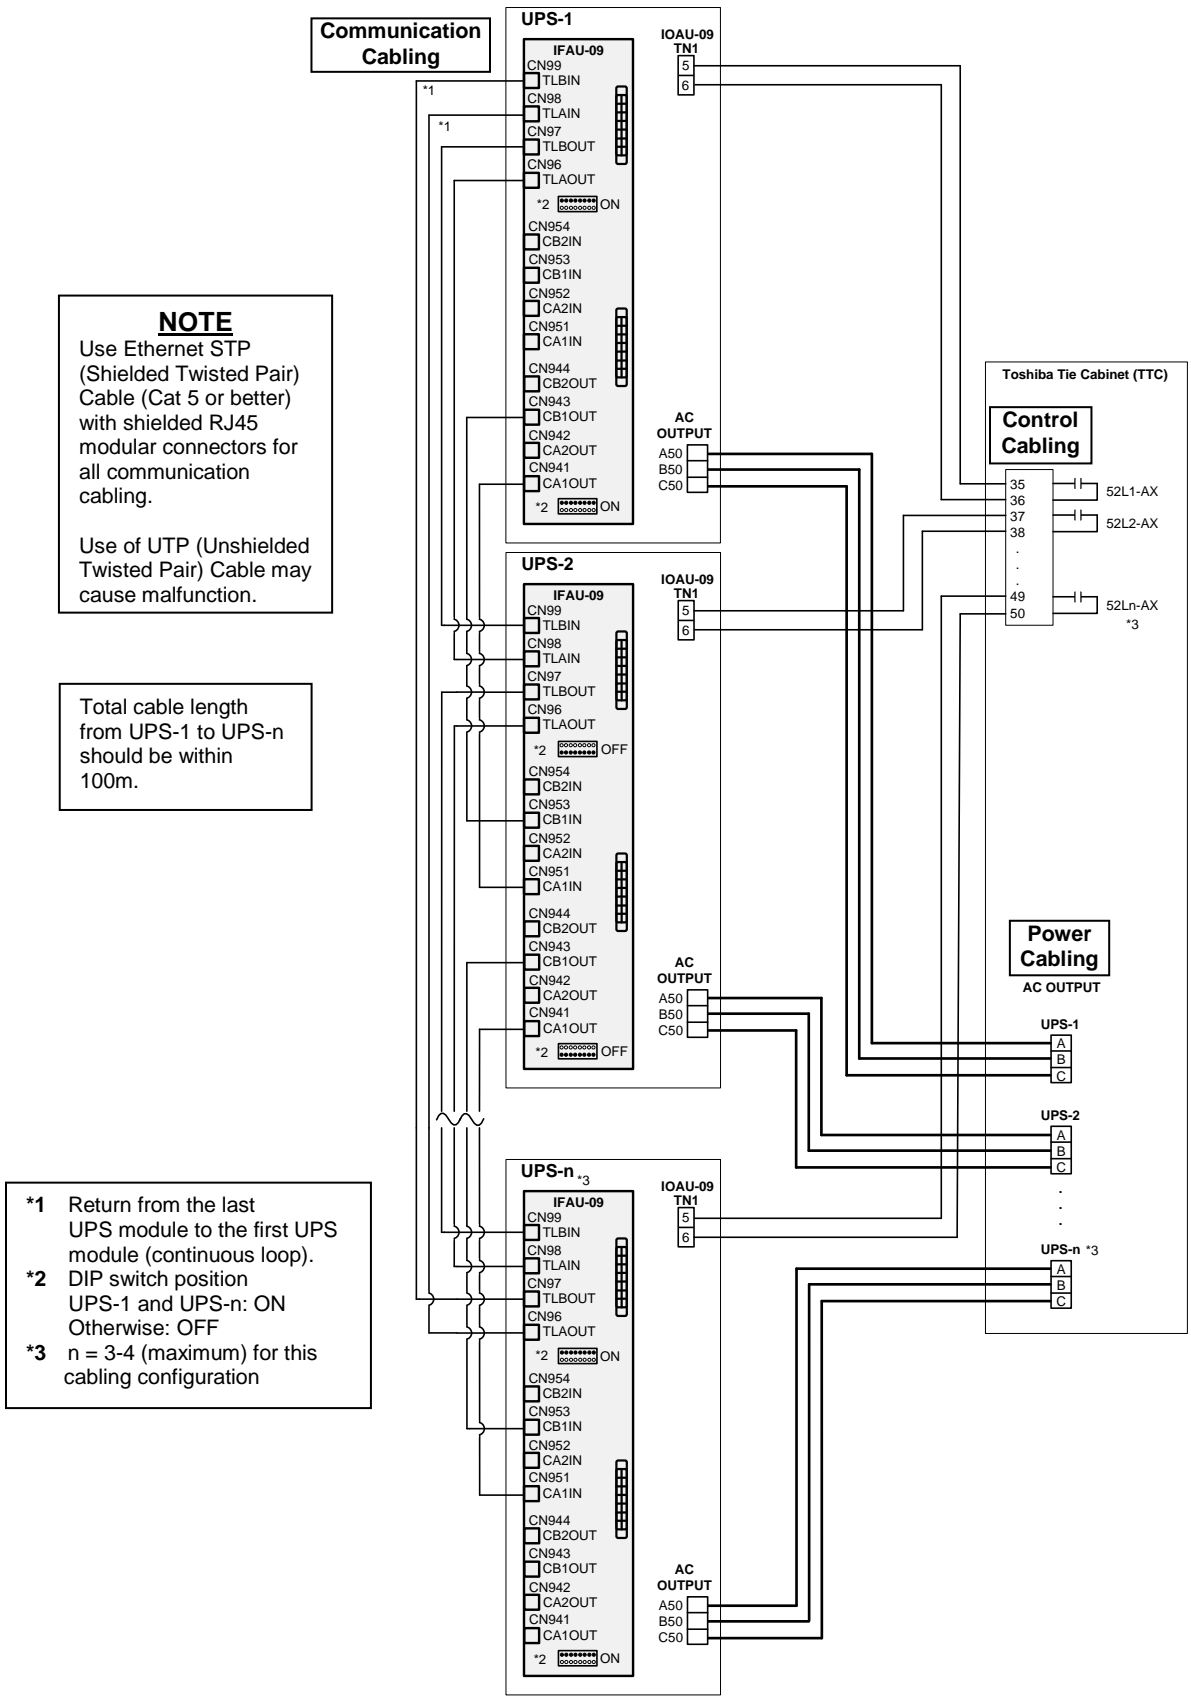 Communication
Cabling
UPS-1
IFAU-09
CN99
TLBIN
*1
CN98
TLAIN
*1
CN97
TLBOUT
CN96
TLAOUT
*2 ON
CN954
CB2IN
CN953
CB1IN
CN952
CA2IN
CN951
CA1IN
CN944
CB2OUT
CN943
CB1OUT
CN942
CA2OUT
CN941
CA1OUT
*2 ON
IOAU-09
TN1
5
6
AC
OUTPUT
A50
B50
C50
NOTE
Use Ethernet STP
(Shielded Twisted Pair)
Cable (Cat 5 or better)
with shielded RJ45
modular connectors for
all communication
cabling.
Use of UTP (Unshielded
Twisted Pair) Cable may
cause malfunction.
Total cable length
from UPS-1 to UPS-n
should be within
100m.
UPS-2
IFAU-09
CN99
TLBIN
CN98
TLAIN
CN97
TLBOUT
CN96
TLAOUT
*2 OFF
CN954
CB2IN
CN953
CB1IN
CN952
CA2IN
CN951
CA1IN
CN944
CB2OUT
CN943
CB1OUT
CN942
CA2OUT
CN941
CA1OUT
*2 OFF
IOAU-09
TN1
5
6
AC
OUTPUT
A50
B50
C50
Toshiba Tie Cabinet (TTC)
Control
Cabling
35
36
52L1-AX
37
38
52L2-AX
.
.
.
49
50
52Ln-AX
*3
Power
Cabling
AC OUTPUT
UPS-1
A
B
C
UPS-2
A
B
C
.
.
.
UPS-n *3
A
B
C
*1 Return from the last
UPS module to the first UPS
module (continuous loop).
*2 DIP switch position
UPS-1 and UPS-n: ON
Otherwise: OFF
*3 n = 3-4 (maximum) for this
cabling configuration
UPS-n *3
IFAU-09
CN99
TLBIN
CN98
TLAIN
CN97
TLBOUT
CN96
TLAOUT
*2 ON
CN954
CB2IN
CN953
CB1IN
CN952
CA2IN
CN951
CA1IN
CN944
CB2OUT
CN943
CB1OUT
CN942
CA2OUT
CN941
CA1OUT
*2 ON
IOAU-09
TN1
5
6
AC
OUTPUT
A50
B50
C50